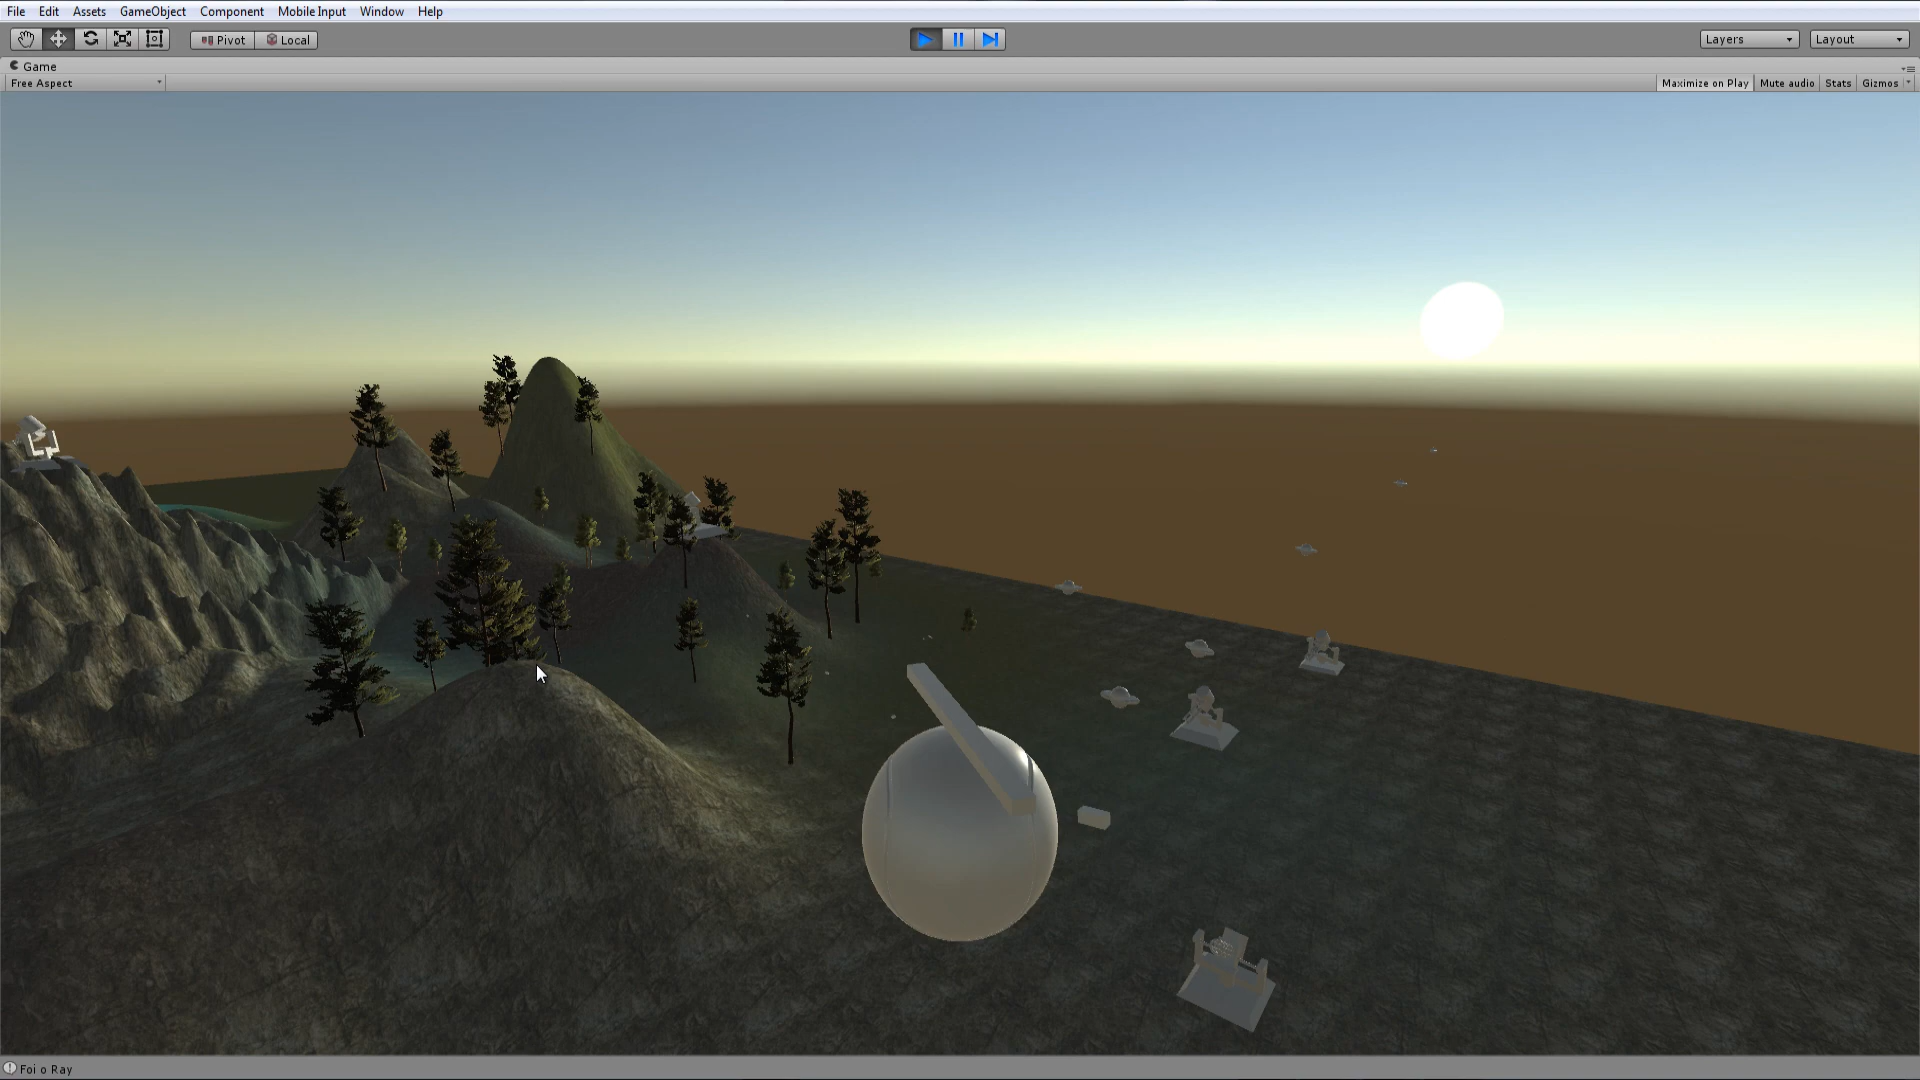 File Edit Assets GameObject Component Mobile Input Window Help
Pivot Local Layers Layout
Game
Free Aspect Maximize on Play Mute audio Stats Gizmos
Foi o Ray